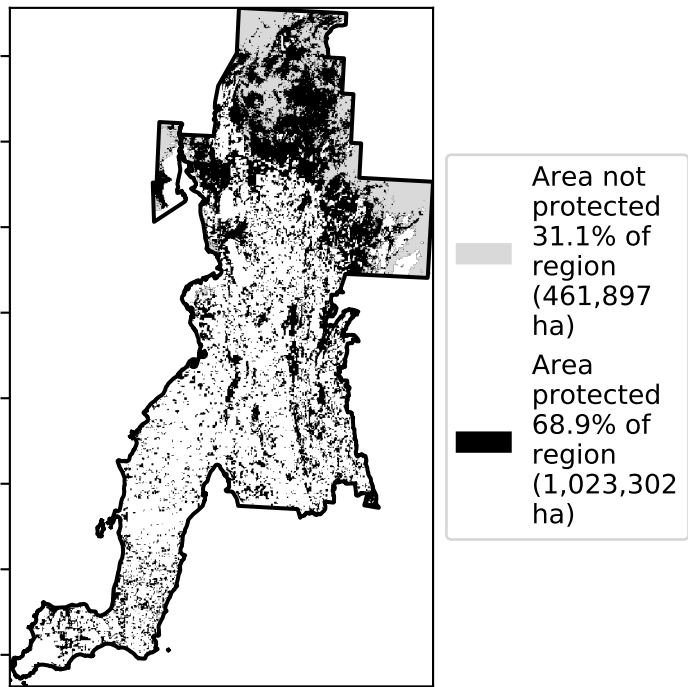 Area not
protected
31.1% of
region
(461,897
ha)
Area
protected
68.9% of
region
(1,023,302
ha)